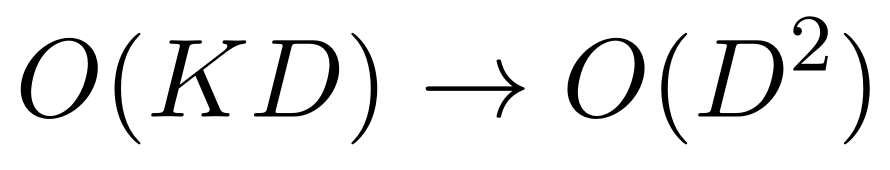 O(KD) → O(D²)